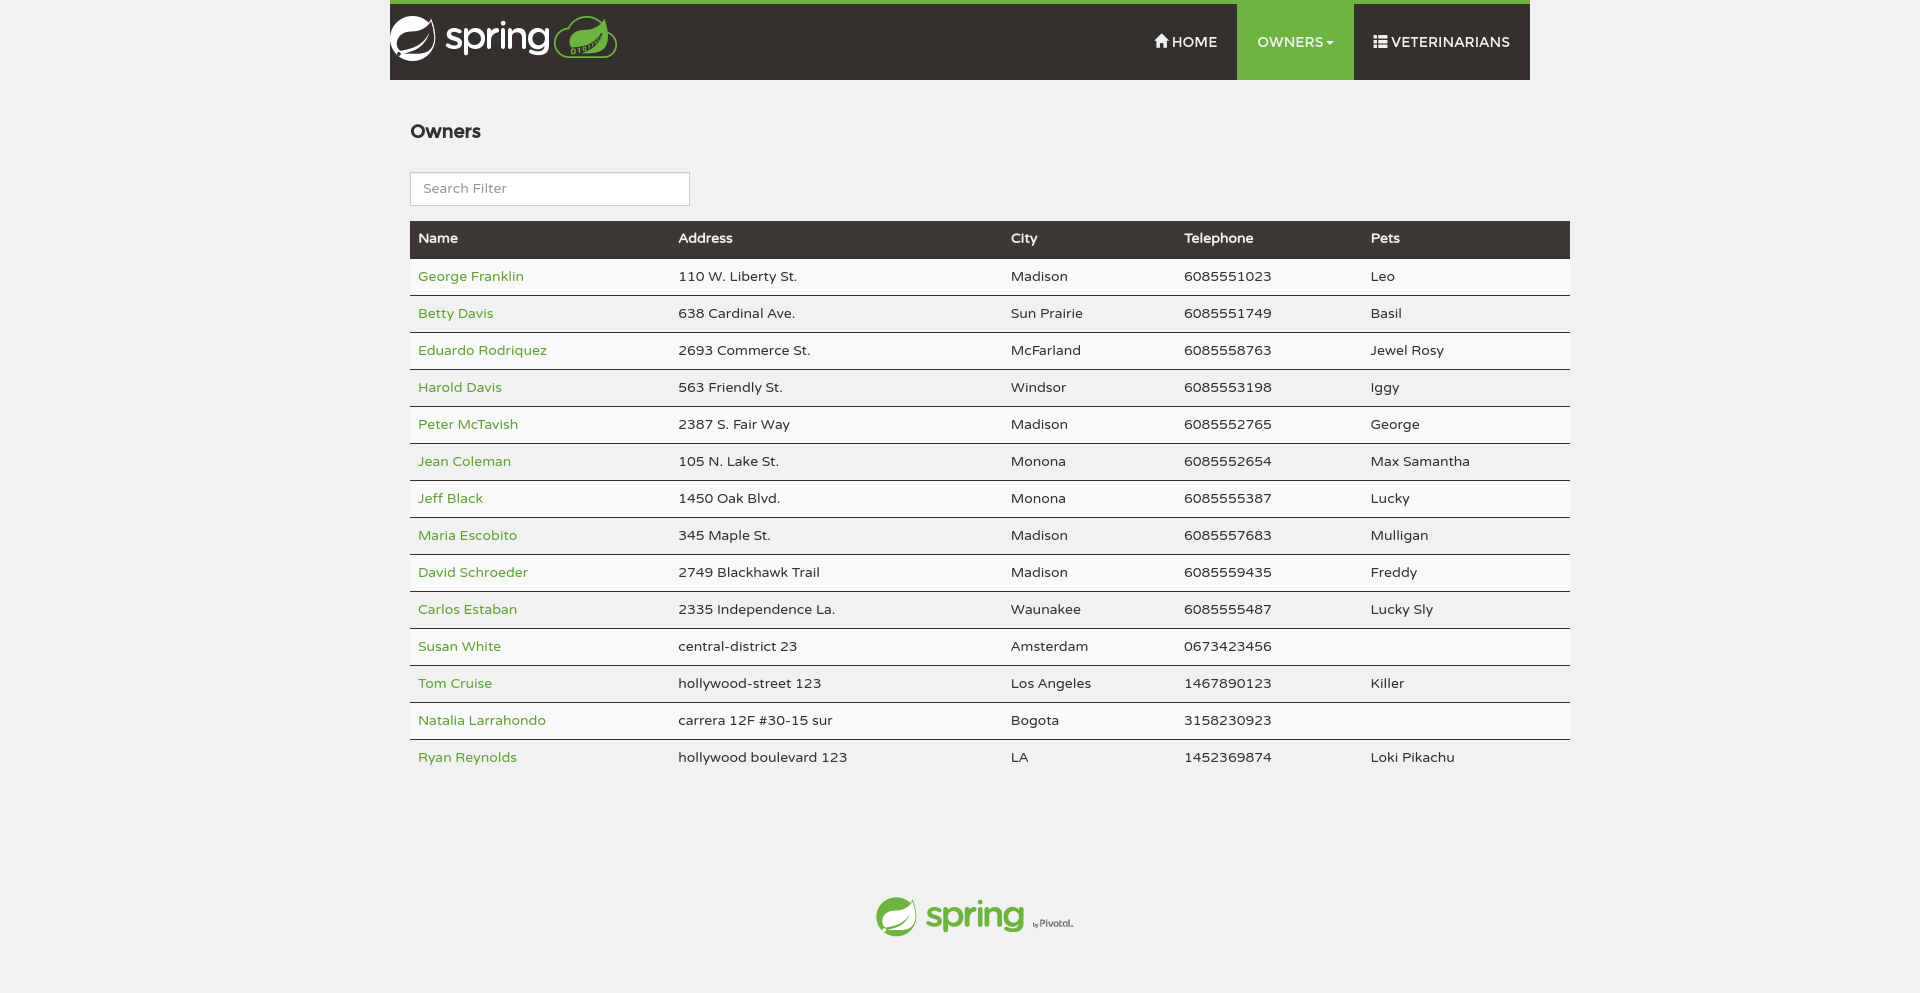 spring
HOME OWNERS VETERINARIANS
Owners
Search Filter
Name Address City Telephone Pets
George Franklin 110 W. Liberty St. Madison 6085551023 Leo
Betty Davis 638 Cardinal Ave. Sun Prairie 6085551749 Basil
Eduardo Rodriquez 2693 Commerce St. McFarland 6085558763 Jewel Rosy
Harold Davis 563 Friendly St. Windsor 6085553198 Iggy
Peter McTavish 2387 S. Fair Way Madison 6085552765 George
Jean Coleman 105 N. Lake St. Monona 6085552654 Max Samantha
Jeff Black 1450 Oak Blvd. Monona 6085555387 Lucky
Maria Escobito 345 Maple St. Madison 6085557683 Mulligan
David Schroeder 2749 Blackhawk Trail Madison 6085559435 Freddy
Carlos Estaban 2335 Independence La. Waunakee 6085555487 Lucky Sly
Susan White central-district 23 Amsterdam 0673423456
Tom Cruise hollywood-street 123 Los Angeles 1467890123 Killer
Natalia Larrahondo carrera 12F #30-15 sur Bogota 3158230923
Ryan Reynolds hollywood boulevard 123 LA 1452369874 Loki Pikachu
spring by Pivotal™